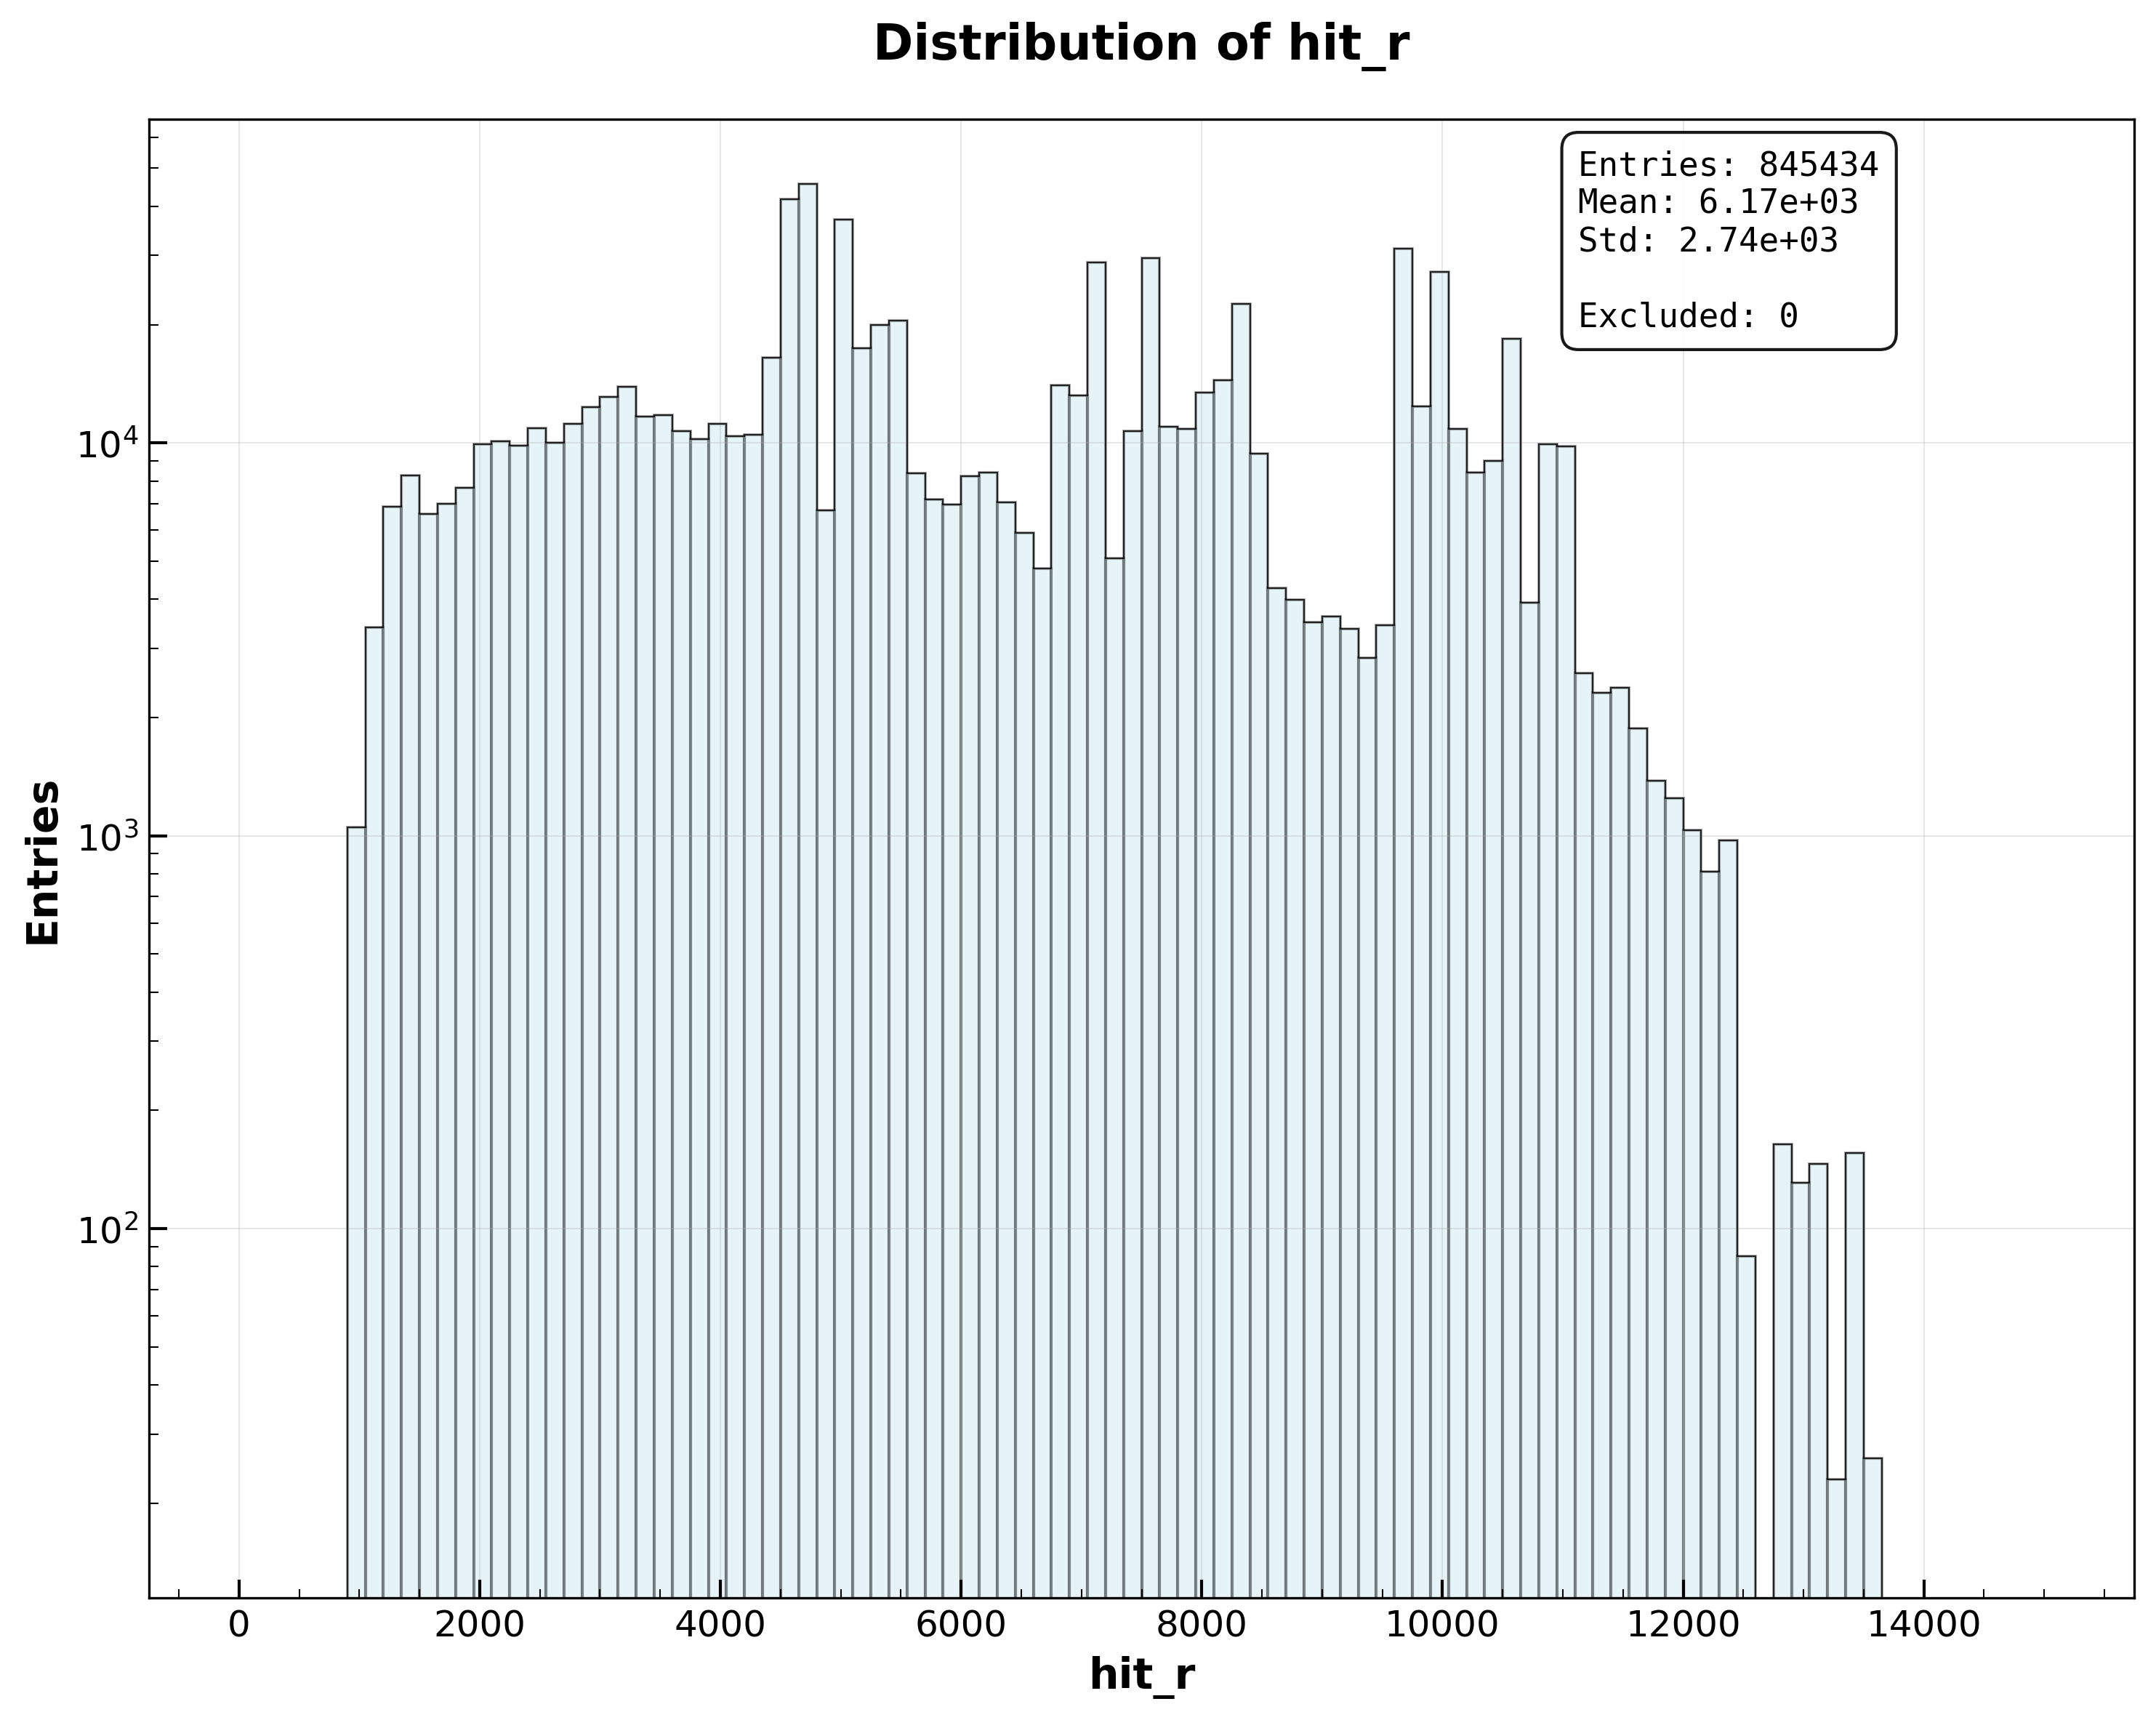 Distribution of hit_r
Entries: 845434
Mean: 6.17e+03
Std: 2.74e+03
Excluded: 0
10^4
10^3
10^2
Entries
0 2000 4000 6000 8000 10000 12000 14000
hit_r